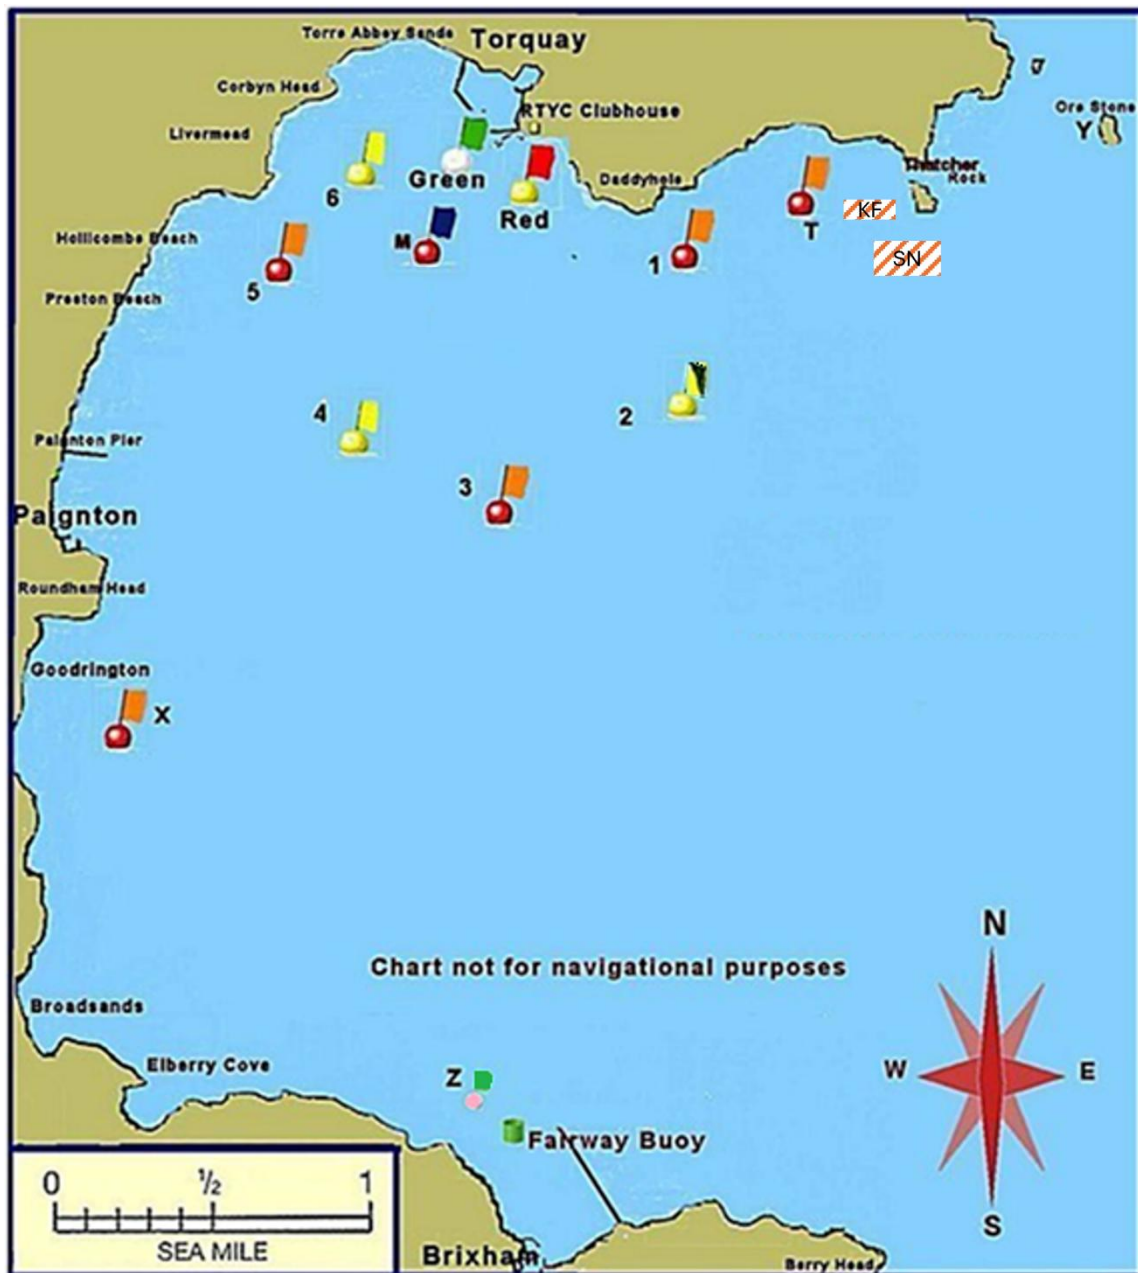 Torre Abbey Sands
Torquay
Corbyn Head
RTYC Clubhouse
Ore Stone
Y
Livermead
6
Green
Daddyhole
Thatcher
Rock
Red
KF
T
M
Hollicombe Beach
1
SN
5
Preston Beach
4
2
Paignton Pier
3
Paignton
Roundham Head
Goodrington
X
N
Chart not for navigational purposes
Broadsands
Elberry Cove
W
E
Z
Fairway Buoy
0 ½ 1
SEA MILE
S
Brixham
Berry Head